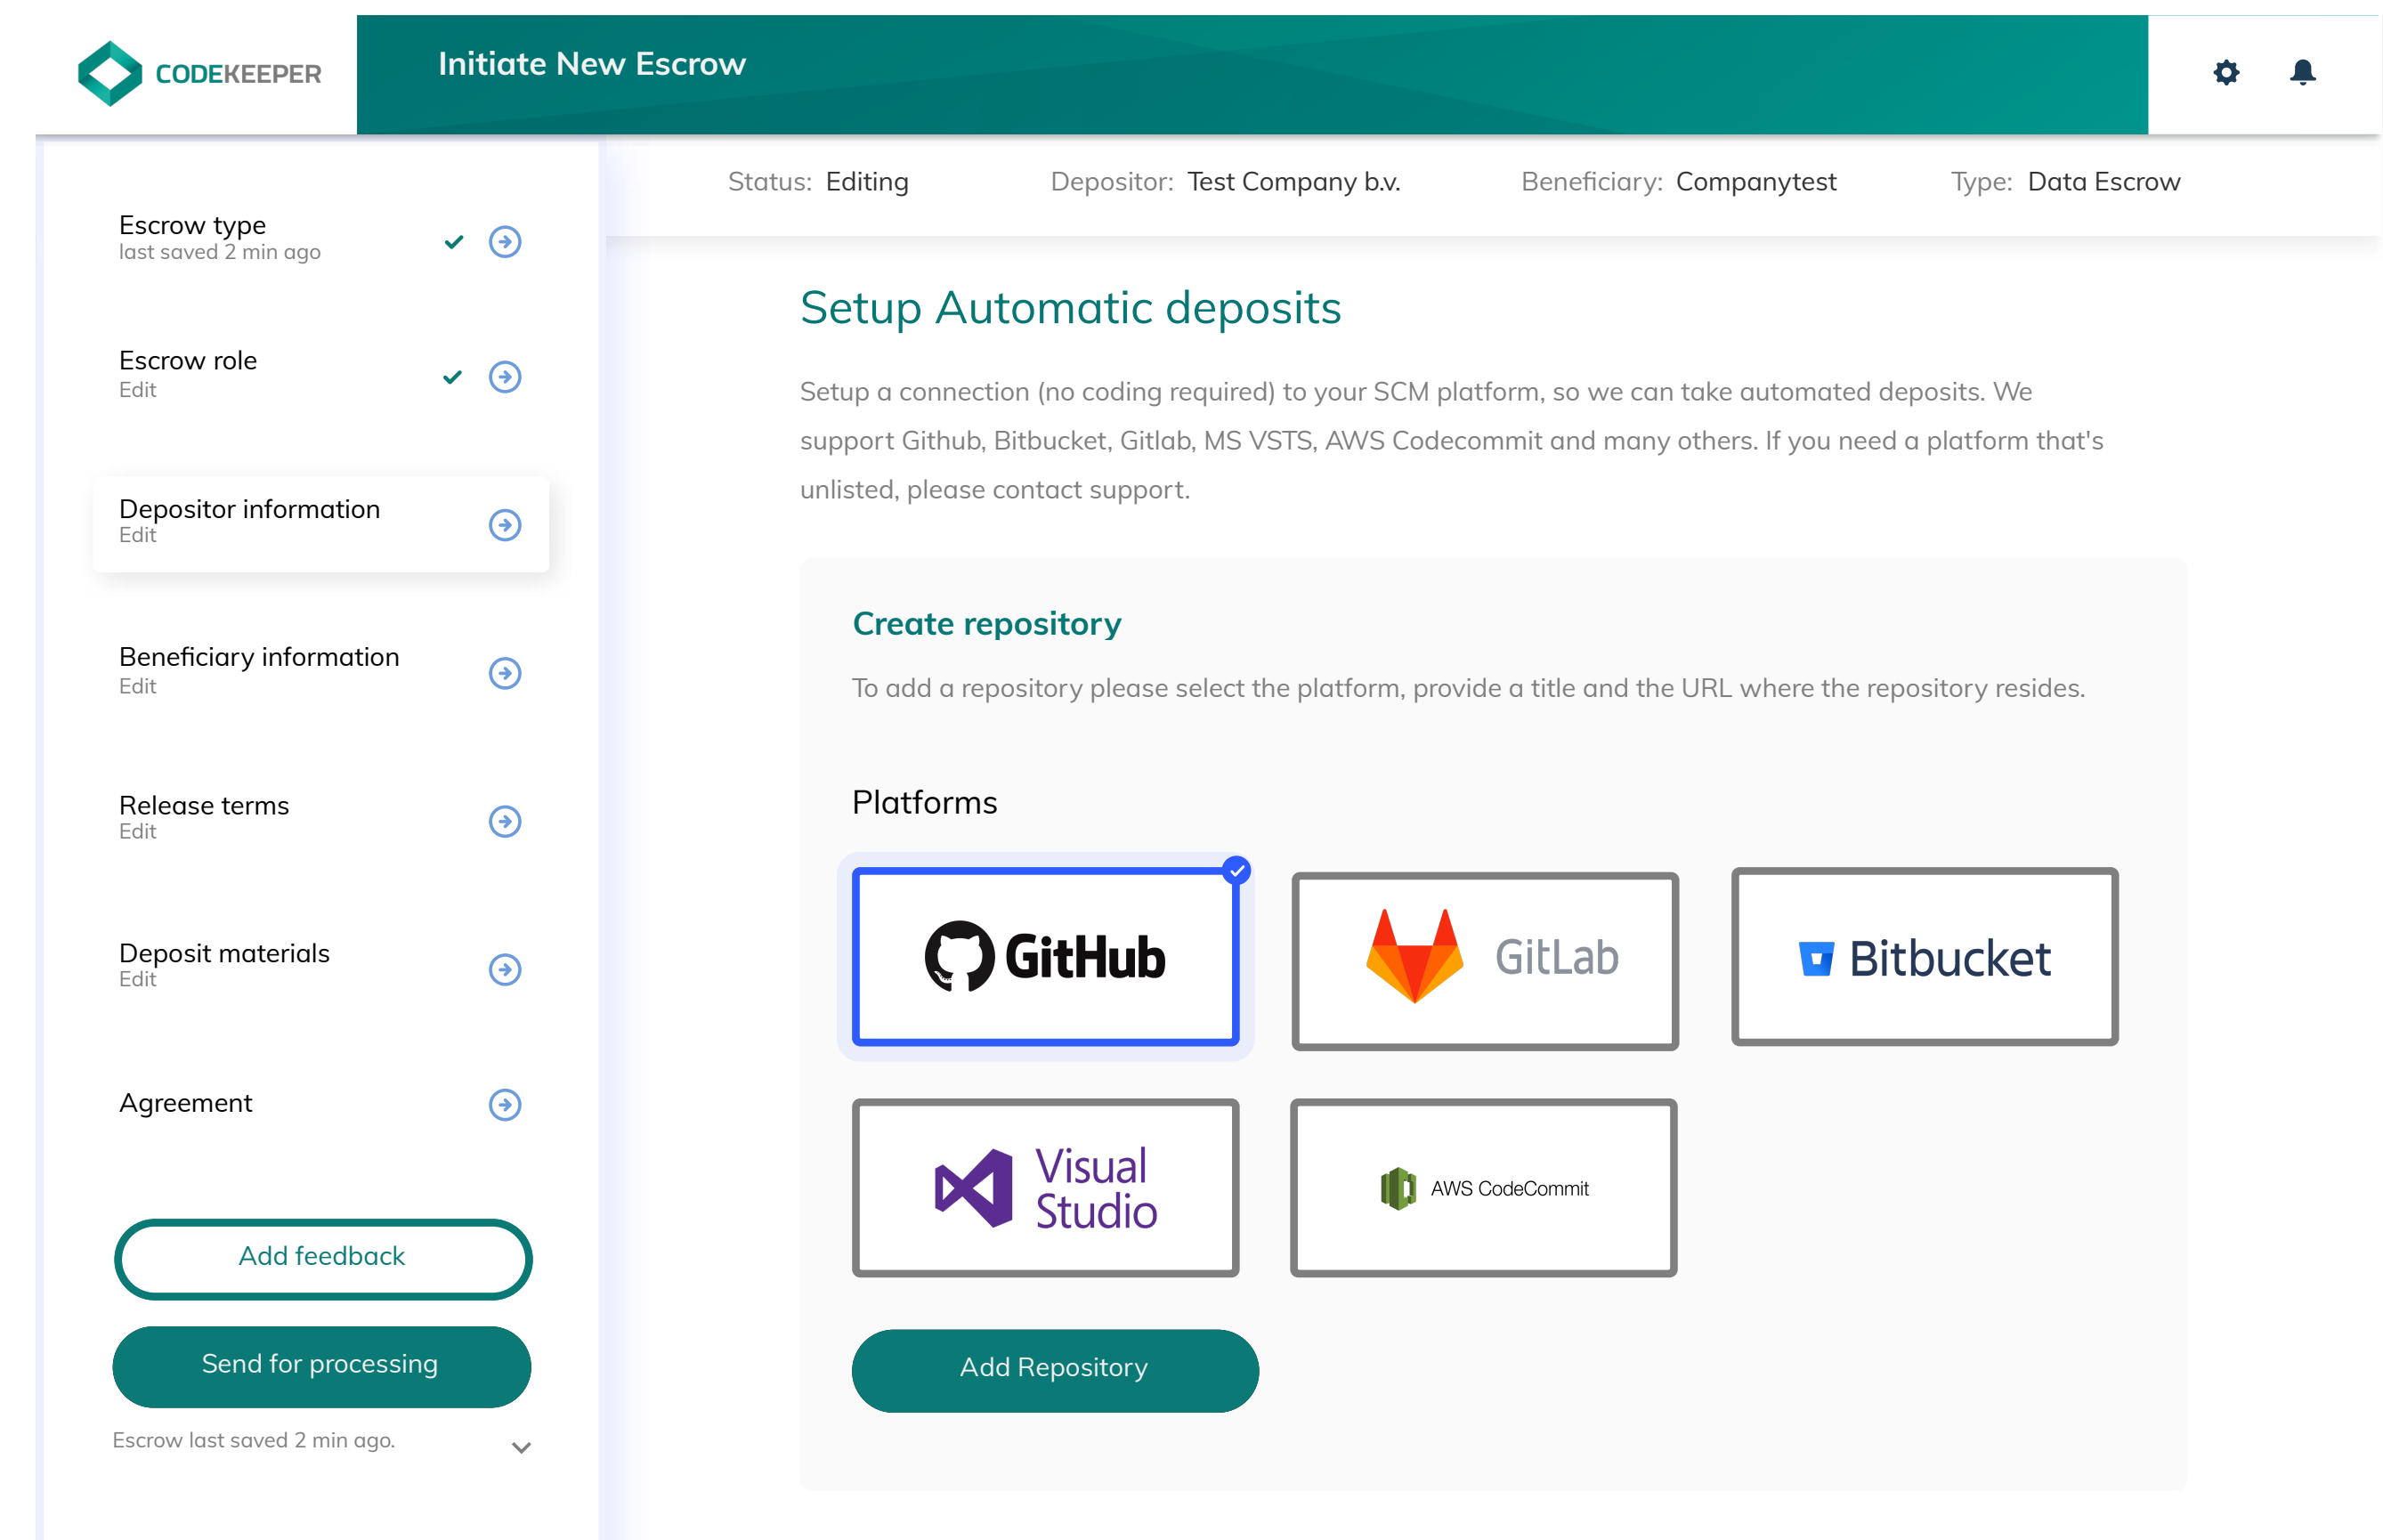 CODEKEEPER
Initiate New Escrow
Status: Editing
Depositor: Test Company b.v.
Beneficiary: Companytest
Type: Data Escrow
Escrow type
last saved 2 min ago
Escrow role
Edit
Depositor information
Edit
Beneficiary information
Edit
Release terms
Edit
Deposit materials
Edit
Agreement
Add feedback
Send for processing
Escrow last saved 2 min ago.
Setup Automatic deposits
Setup a connection (no coding required) to your SCM platform, so we can take automated deposits. We
support Github, Bitbucket, Gitlab, MS VSTS, AWS Codecommit and many others. If you need a platform that's
unlisted, please contact support.
Create repository
To add a repository please select the platform, provide a title and the URL where the repository resides.
Platforms
GitHub
GitLab
Bitbucket
Visual
Studio
AWS CodeCommit
Add Repository